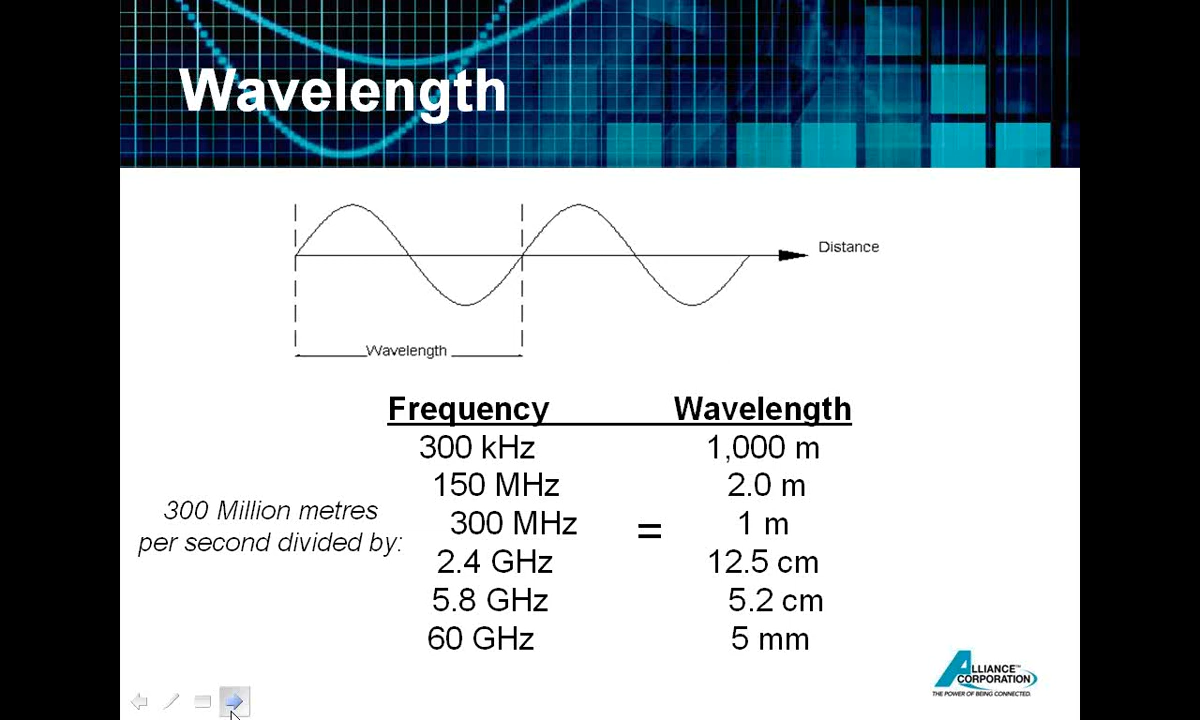 Wavelength
Distance
Wavelength
Frequency Wavelength
300 kHz 1,000 m
150 MHz 2.0 m
300 Million metres
per second divided by:
300 MHz = 1 m
2.4 GHz 12.5 cm
5.8 GHz 5.2 cm
60 GHz 5 mm
ALLIANCE™
CORPORATION
THE POWER OF BEING CONNECTED.